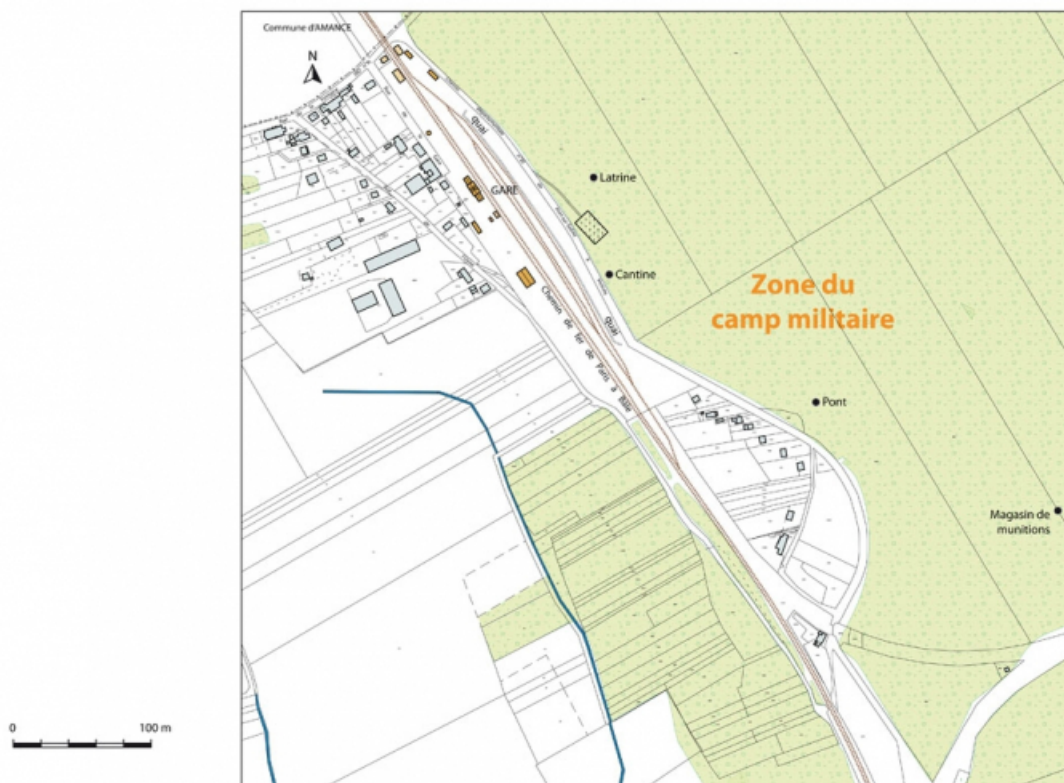 Commune d'AMANCE
N
quai
Latrine
GARE
Cantine
Zone du
camp militaire
quai
Chemin de fer de Paris à Bâle
Pont
Magasin de
munitions
0 100 m